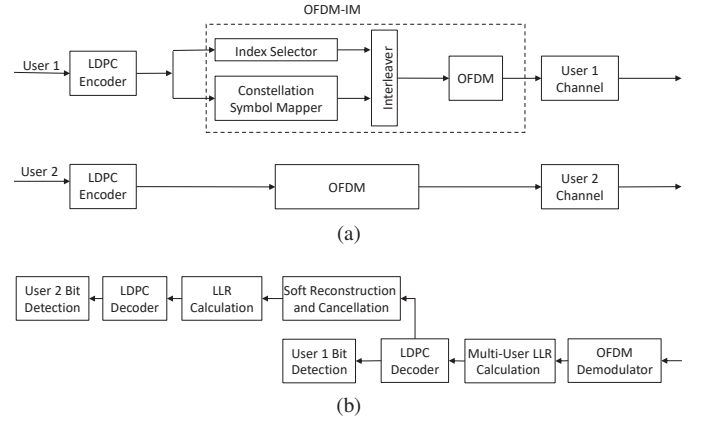 OFDM-IM
User 1
LDPC
Encoder
Index Selector
Constellation
Symbol Mapper
Interleaver
OFDM
User 1
Channel
User 2
LDPC
Encoder
OFDM
User 2
Channel
(a)
User 2 Bit
Detection
LDPC
Decoder
LLR
Calculation
Soft Reconstruction
and Cancellation
User 1 Bit
Detection
LDPC
Decoder
Multi-User LLR
Calculation
OFDM
Demodulator
(b)